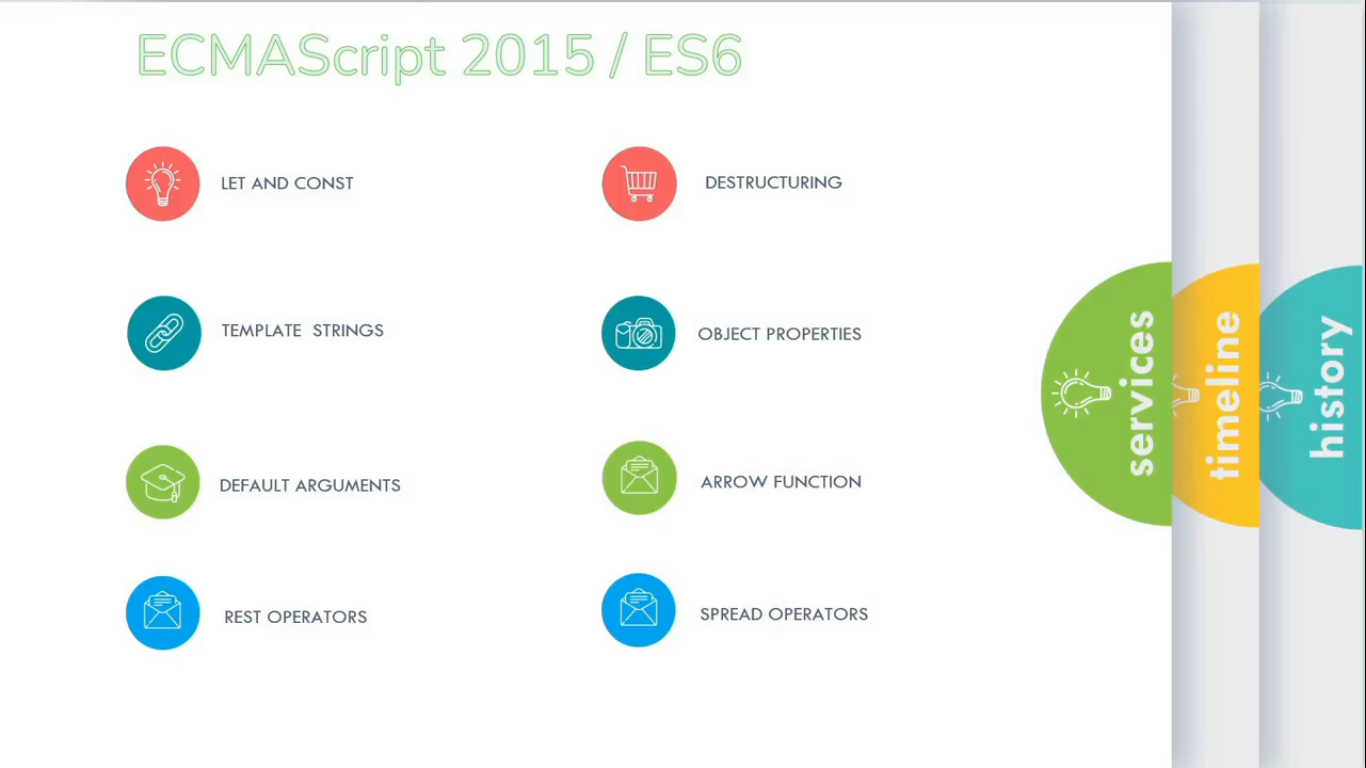 ECMAScript 2015 / ES6
LET AND CONST
DESTRUCTURING
TEMPLATE STRINGS
OBJECT PROPERTIES
DEFAULT ARGUMENTS
ARROW FUNCTION
REST OPERATORS
SPREAD OPERATORS
services
timeline
history